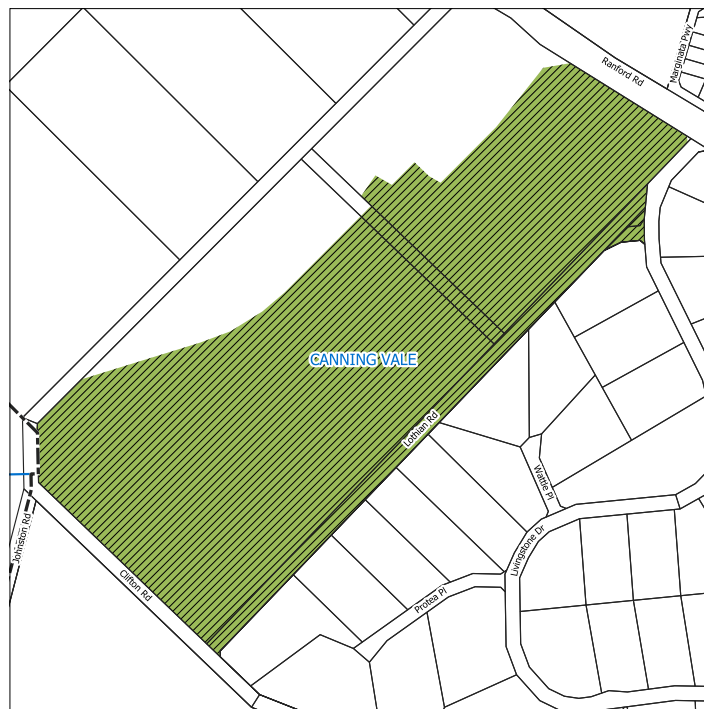 Marginata Pwy
Ranford Rd
CANNING VALE
Lothian Rd
Wattle Pl
Johnston Rd
Livingstone Dr
Clifton Rd
Protea Pl